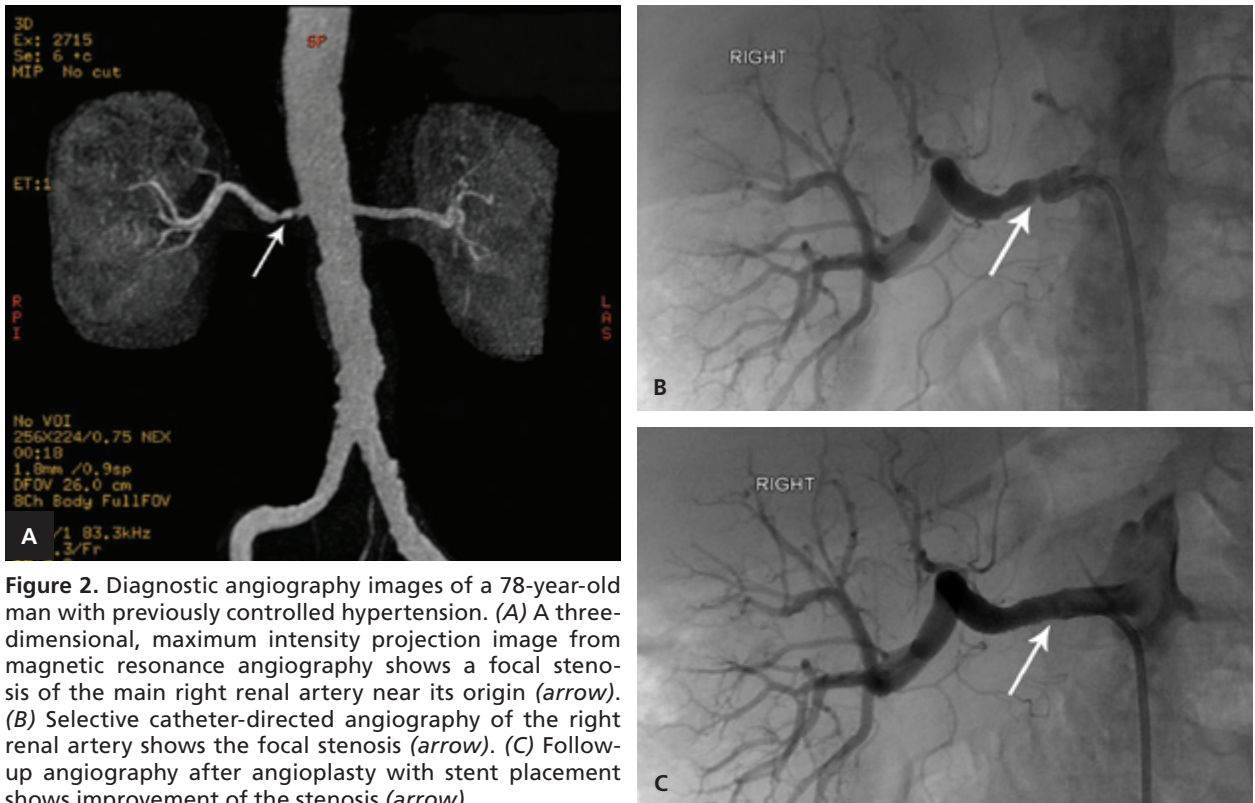 3D
Ex: 2715
Se: 6 +c
MIP No cut
SP
ET:1
R
P
I
L
A
S
No VOI
256X224/0.75 NEX
00:18
1.8mm /0.9sp
DFOV 26.0 cm
8Ch Body FullFOV
/1 83.3kHz
.3/Fr
A
RIGHT
B
RIGHT
C
Figure 2. Diagnostic angiography images of a 78-year-old
man with previously controlled hypertension. (A) A three-
dimensional, maximum intensity projection image from
magnetic resonance angiography shows a focal steno-
sis of the main right renal artery near its origin (arrow).
(B) Selective catheter-directed angiography of the right
renal artery shows the focal stenosis (arrow). (C) Follow-
up angiography after angioplasty with stent placement
shows improvement of the stenosis (arrow)